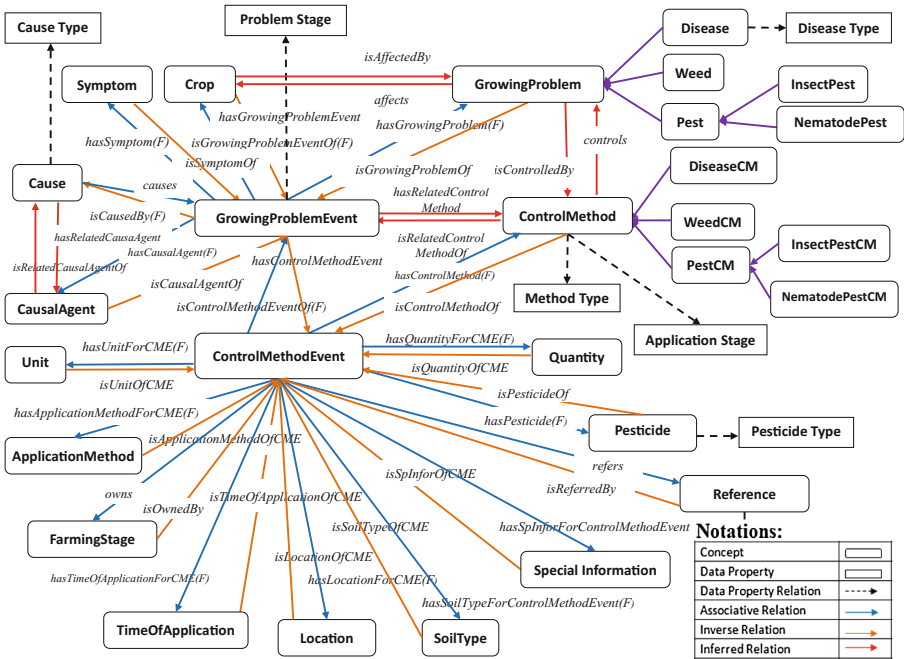 Cause Type
Problem Stage
Disease
Disease Type
isAffectedBy
Symptom
Crop
GrowingProblem
Weed
InsectPest
affects
hasGrowingProblemEvent
hasGrowingProblem(F)
Pest
NematodePest
hasSymptom(F)
isGrowingProblemEventOf(F)
controls
isSymptomOf
isGrowingProblemOf
isControlledBy
DiseaseCM
Cause
causes
hasRelatedControl
Method
isCausedBy(F)
GrowingProblemEvent
ControlMethod
WeedCM
hasRelatedCausaAgent
isRelatedControl
MethodOf
InsectPestCM
hasCausalAgent(F)
hasControlMethodEvent
PestCM
isRelatedCausalAgentOf
hasControlMethod(F)
isCausalAgentOf
Method Type
NematodePestCM
CausalAgent
isControlMethodEventOf(F)
isControlMethodOf
Application Stage
Unit
hasUnitForCME(F)
ControlMethodEvent
hasQuantityForCME(F)
Quantity
isUnitOfCME
isQuantityOfCME
isPesticideOf
hasApplicationMethodForCME(F)
hasPesticide(F)
Pesticide
Pesticide Type
isApplicationMethodOfCME
ApplicationMethod
isSpInforOfCME
refers
isReferredBy
owns
isTimeOfApplicationOfCME
Reference
isOwnedBy
isSoilTypeOfCME
hasSpInforForControlMethodEvent
FarmingStage
isLocationOfCME
Special Information
hasTimeOfApplicationForCME(F)
hasLocationForCME(F)
hasSoilTypeForControlMethodEvent(F)
TimeOfApplication
Location
SoilType
Notations:
Concept
Data Property
Data Property Relation
Associative Relation
Inverse Relation
Inferred Relation